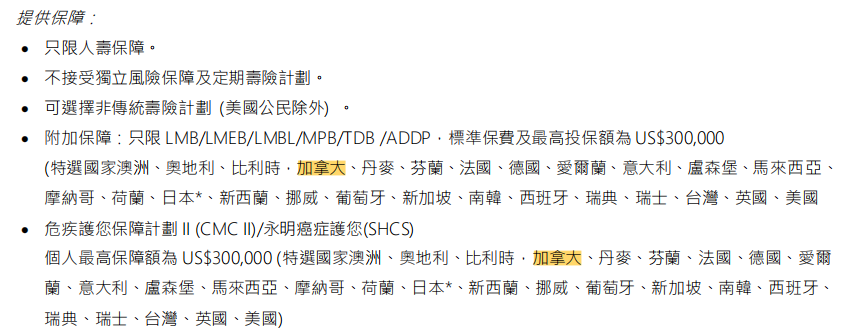 提供保障：
• 只限人壽保障。
• 不接受獨立風險保障及定期壽險計劃。
• 可選擇非傳統壽險計劃 (美國公民除外) 。
• 附加保障：只限 LMB/LMEB/LMBL/MPB/TDB /ADDP，標準保費及最高投保額為 US$300,000
(特選國家澳洲、奧地利、比利時，加拿大、丹麥、芬蘭、法國、德國、愛爾蘭、意大利、盧森堡、馬來西亞、
摩納哥、荷蘭、日本*、新西蘭、挪威、葡萄牙、新加坡、南韓、西班牙、瑞典、瑞士、台灣、英國、美國
• 危疾護您保障計劃 II (CMC II)/永明癌症護您(SHCS)
個人最高保障額為 US$300,000 (特選國家澳洲、奧地利、比利時，加拿大、丹麥、芬蘭、法國、德國、愛爾
蘭、意大利、盧森堡、馬來西亞、摩納哥、荷蘭、日本*、新西蘭、挪威、葡萄牙、新加坡、南韓、西班牙、
瑞典、瑞士、台灣、英國、美國)